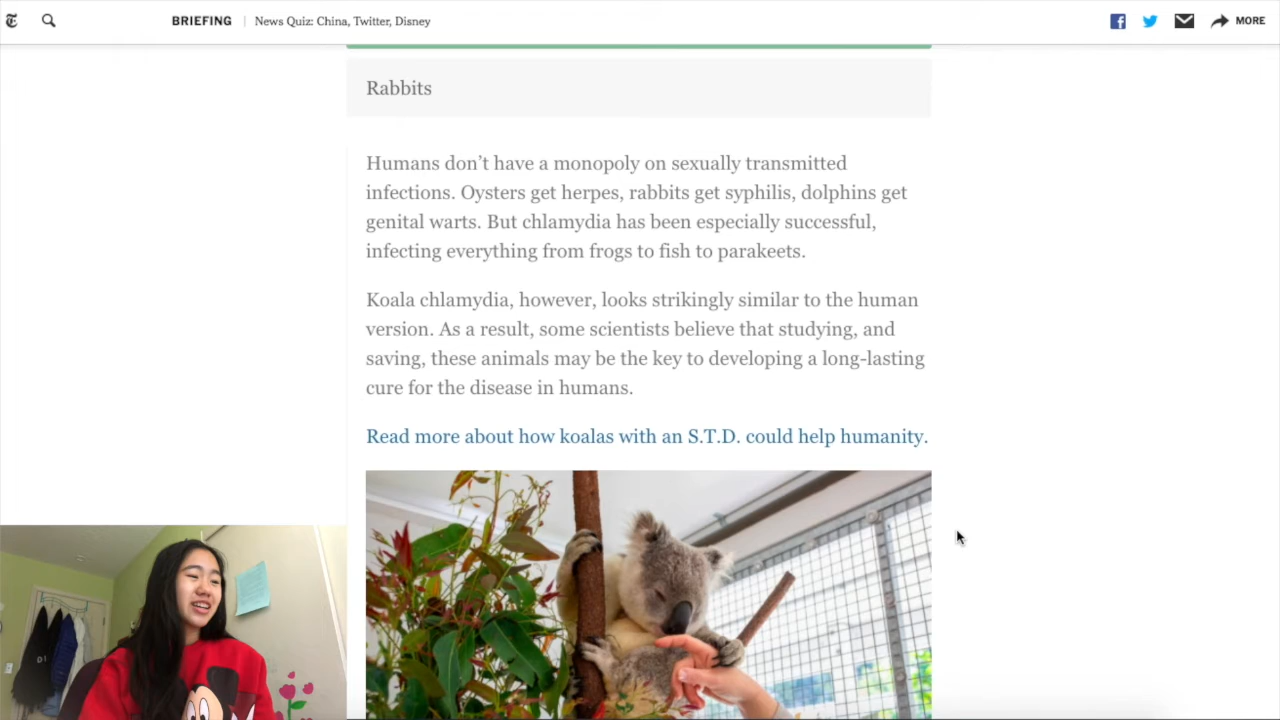 BRIEFING
News Quiz: China, Twitter, Disney
MORE
Rabbits
Humans don’t have a monopoly on sexually transmitted
infections. Oysters get herpes, rabbits get syphilis, dolphins get
genital warts. But chlamydia has been especially successful,
infecting everything from frogs to fish to parakeets.
Koala chlamydia, however, looks strikingly similar to the human
version. As a result, some scientists believe that studying, and
saving, these animals may be the key to developing a long-lasting
cure for the disease in humans.
Read more about how koalas with an S.T.D. could help humanity.